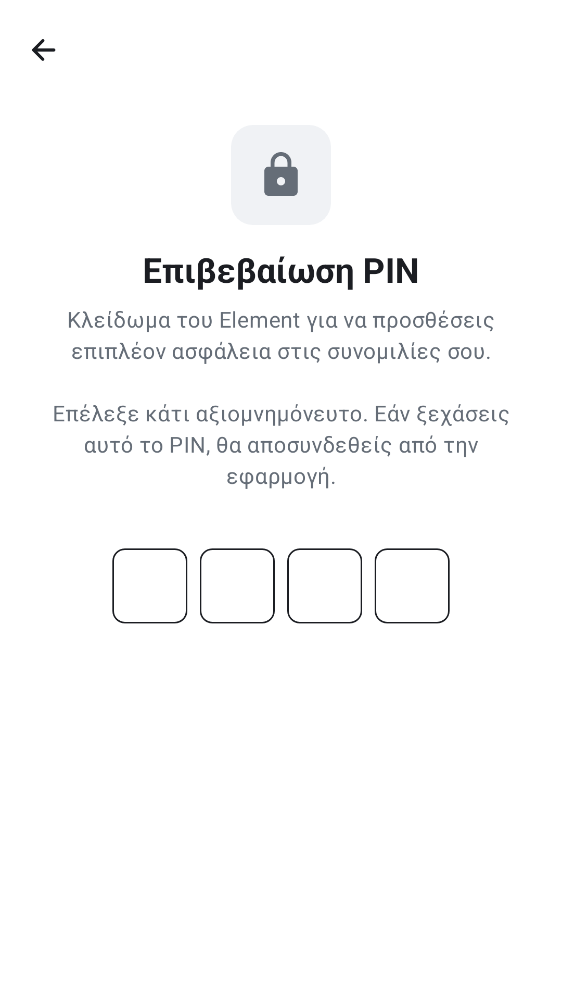 Επιβεβαίωση PIN
Κλείδωμα του Element για να προσθέσεις
επιπλέον ασφάλεια στις συνομιλίες σου.
Επέλεξε κάτι αξιομνημόνευτο. Εάν ξεχάσεις
αυτό το PIN, θα αποσυνδεθείς από την
εφαρμογή.